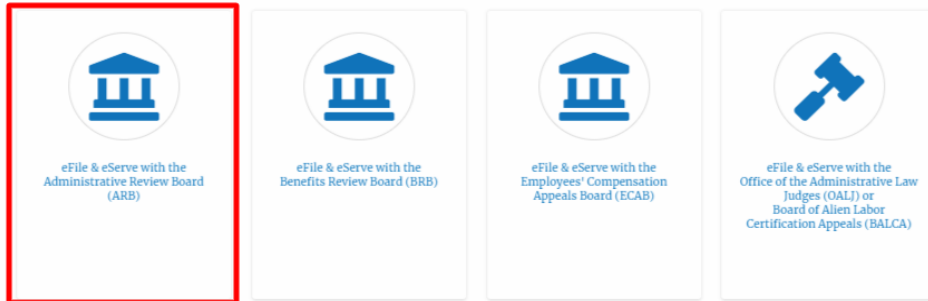 eFile & eServe with the
Administrative Review Board
(ARB)
eFile & eServe with the
Benefits Review Board (BRB)
eFile & eServe with the
Employees' Compensation
Appeals Board (ECAB)
eFile & eServe with the
Office of the Administrative Law
Judges (OALJ) or
Board of Alien Labor
Certification Appeals (BALCA)